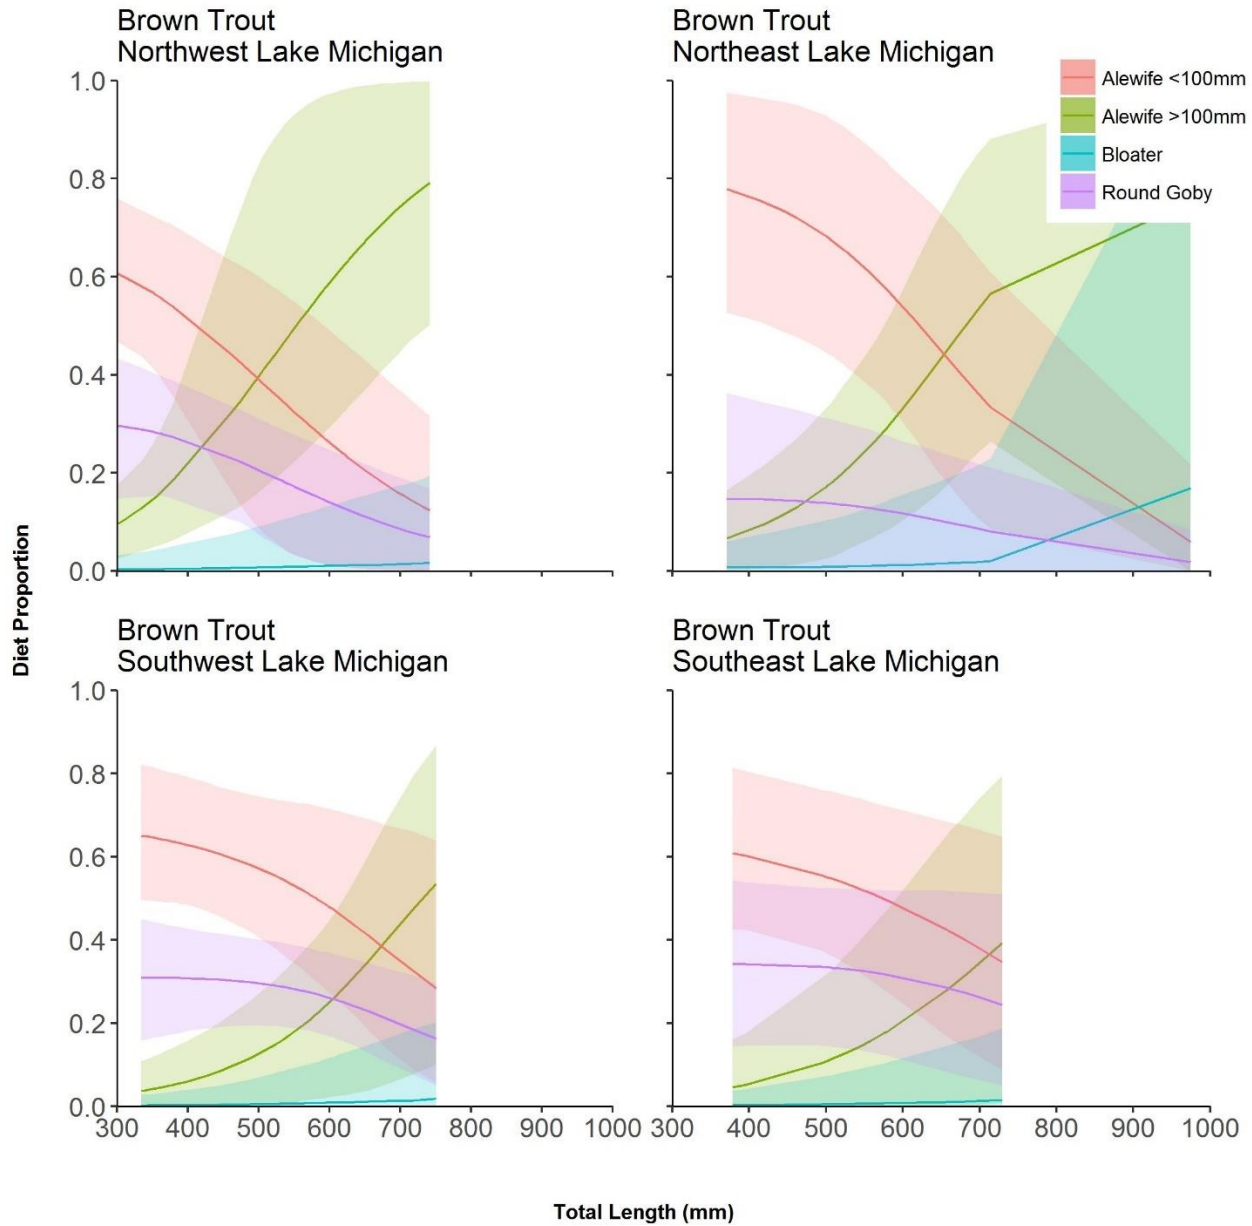 Brown Trout
Northwest Lake Michigan
Brown Trout
Northeast Lake Michigan
Alewife <100mm
Alewife >100mm
Bloater
Round Goby
1.0
0.8
0.6
0.4
0.2
0.0
Diet Proportion
Brown Trout
Southwest Lake Michigan
Brown Trout
Southeast Lake Michigan
1.0
0.8
0.6
0.4
0.2
0.0
300 400 500 600 700 800 900 1000
300 400 500 600 700 800 900 1000
Total Length (mm)